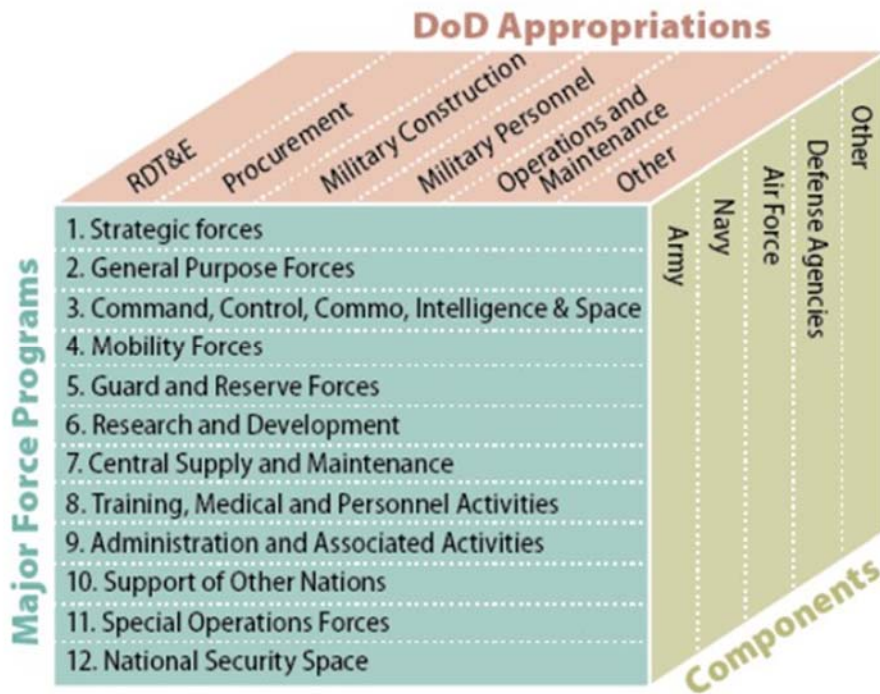 DoD Appropriations
RDT&E
Procurement
Military Construction
Military Personnel
Operations and
Maintenance
Other
Major Force Programs
1. Strategic forces
2. General Purpose Forces
3. Command, Control, Commo, Intelligence & Space
4. Mobility Forces
5. Guard and Reserve Forces
6. Research and Development
7. Central Supply and Maintenance
8. Training, Medical and Personnel Activities
9. Administration and Associated Activities
10. Support of Other Nations
11. Special Operations Forces
12. National Security Space
Army
Navy
Air Force
Defense Agencies
Other
Components